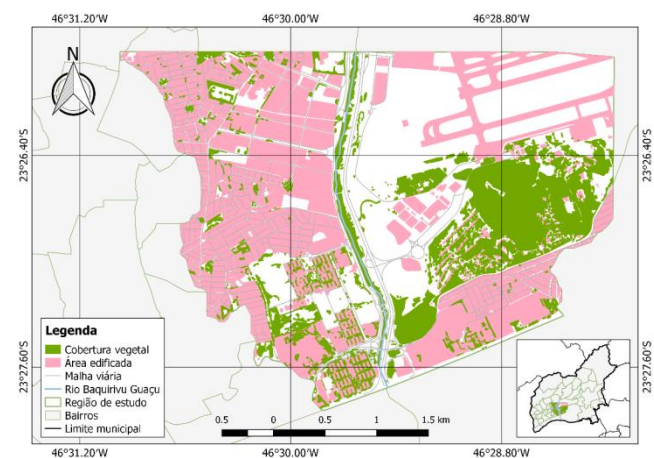 46°31.20'W 46°30.00'W 46°28.80'W
N
23°26.40'S 23°26.40'S
23°27.60'S 23°27.60'S
Legenda
Cobertura vegetal
Área edificada
Malha viária
Rio Baquirivu Guaçu
Região de estudo
Bairros
Limite municipal
0.5 0 0.5 1 1.5 km
46°31.20'W 46°30.00'W 46°28.80'W